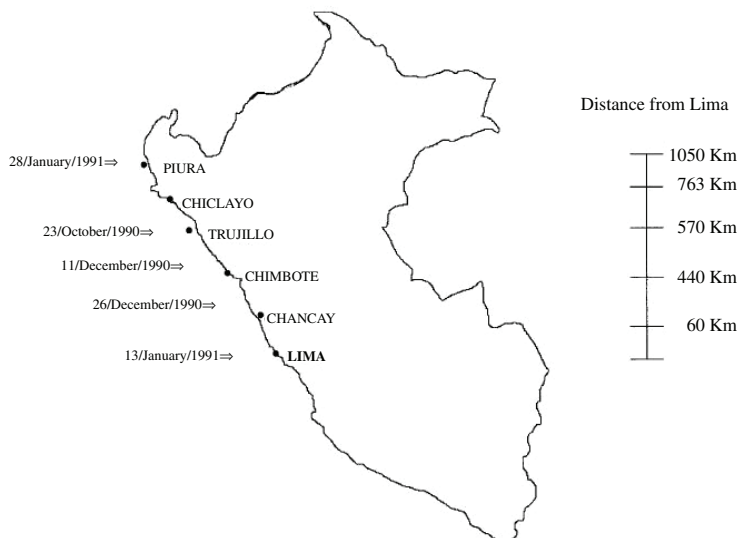 Distance from Lima
1050 Km
28/January/1991⇒ PIURA
763 Km
CHICLAYO
23/October/1990⇒ TRUJILLO
570 Km
11/December/1990⇒ CHIMBOTE
440 Km
26/December/1990⇒ CHANCAY
60 Km
13/January/1991⇒ LIMA